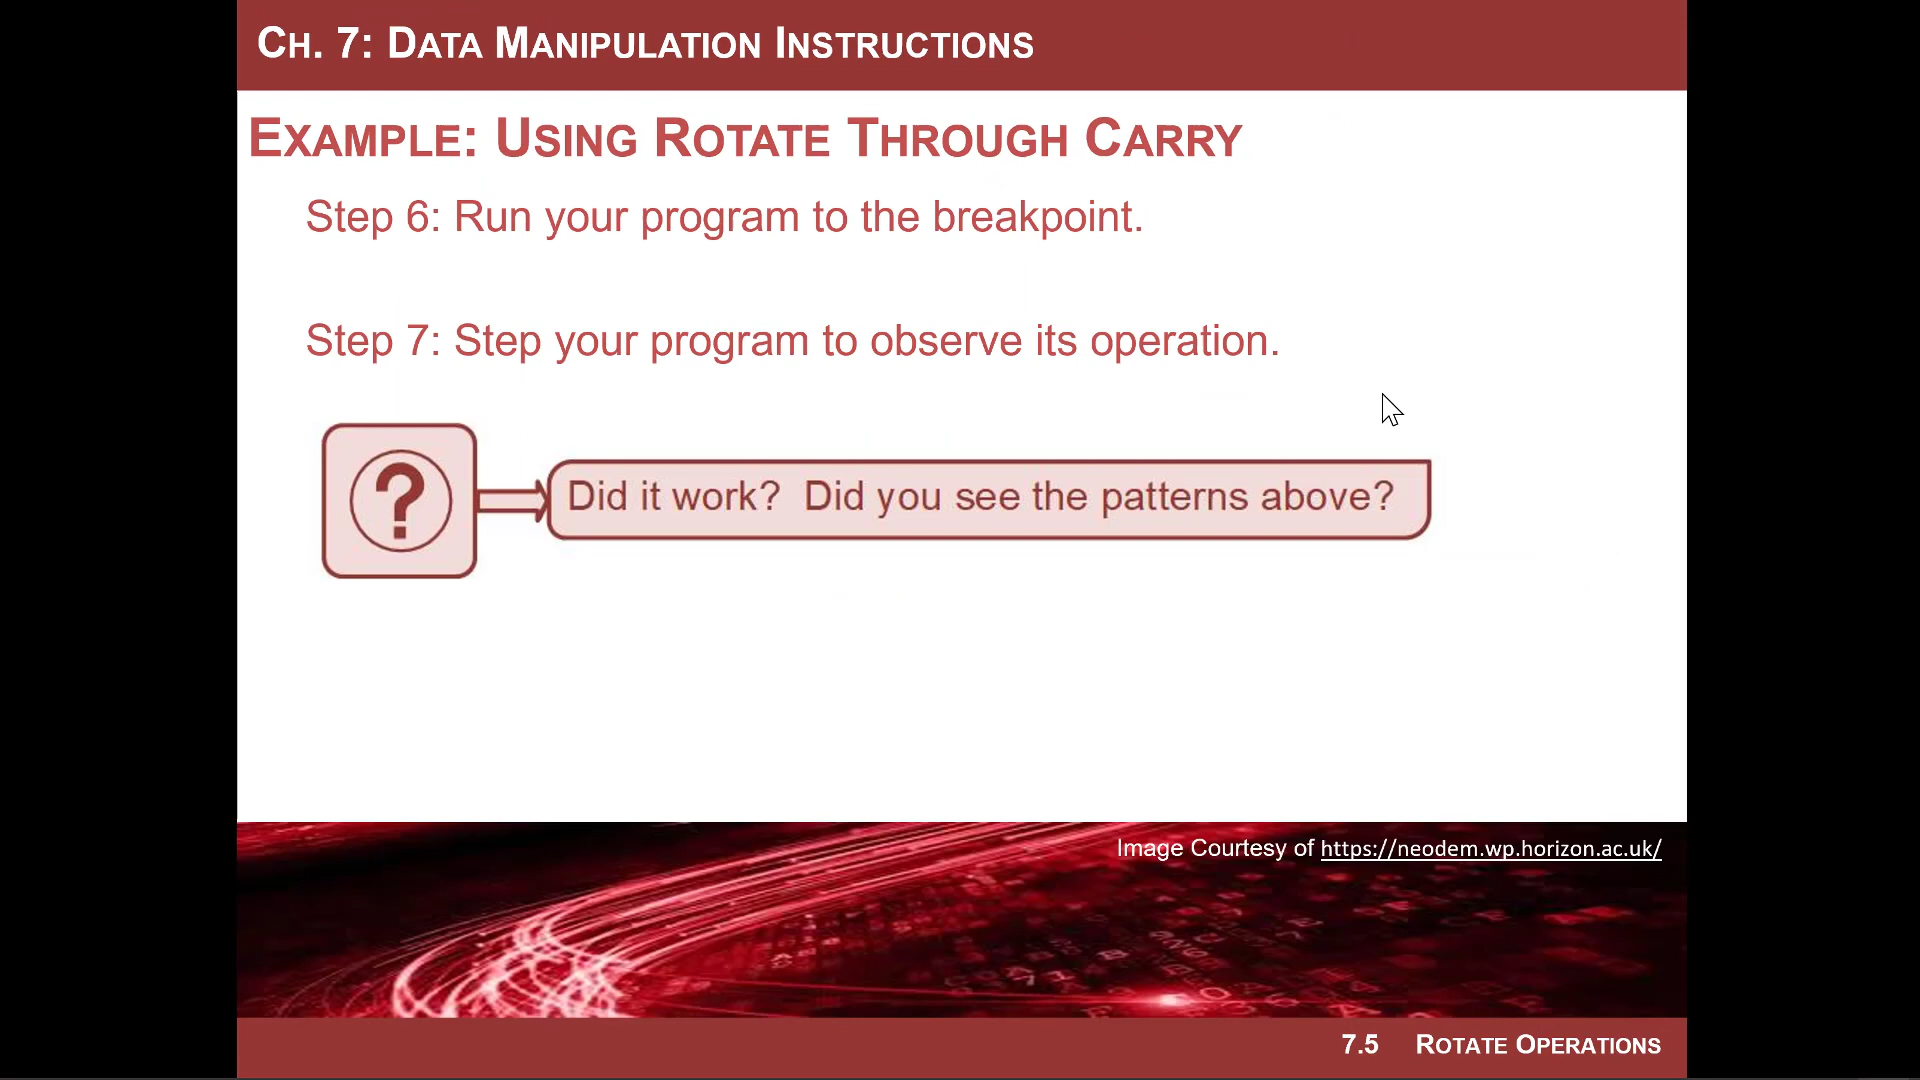 CH. 7: DATA MANIPULATION INSTRUCTIONS
EXAMPLE: USING ROTATE THROUGH CARRY
Step 6: Run your program to the breakpoint.
Step 7: Step your program to observe its operation.
?
Did it work? Did you see the patterns above?
Image Courtesy of https://neodem.wp.horizon.ac.uk/
7.5 ROTATE OPERATIONS